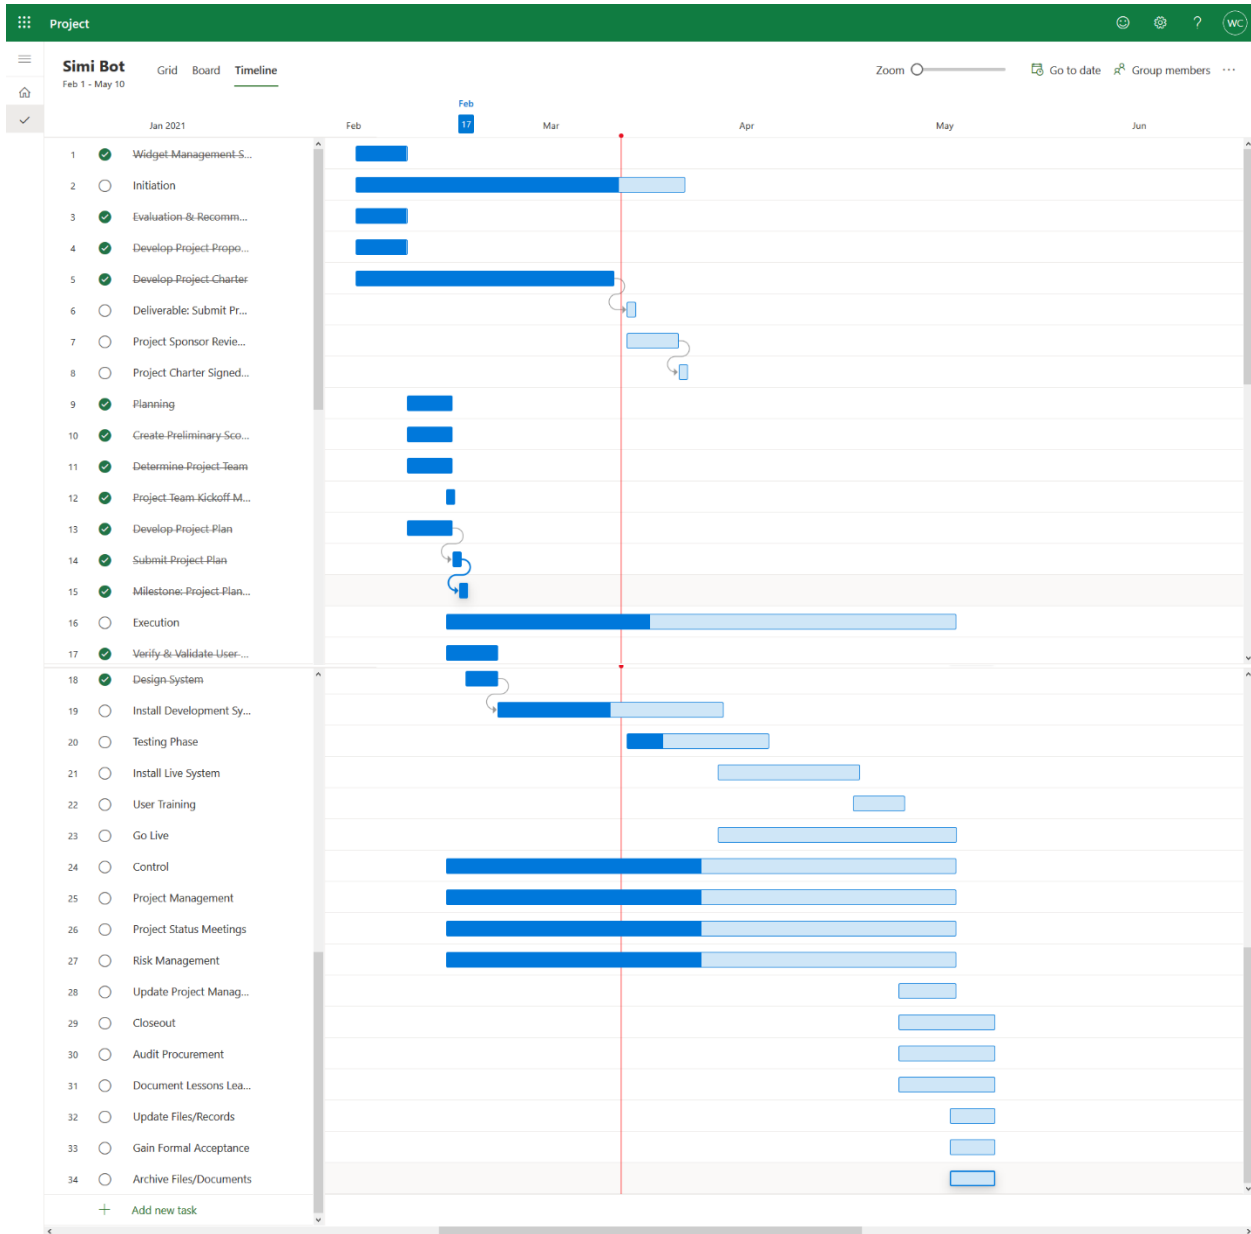 Project
?
WC
Simi Bot
Feb 1 - May 10
Grid Board Timeline
Zoom
Go to date
Group members
...
Feb
17
Jan 2021 Feb Mar Apr May Jun
1 Widget Management S...
2 Initiation
3 Evaluation & Recomm...
4 Develop Project Propo...
5 Develop Project Charter
6 Deliverable: Submit Pr...
7 Project Sponsor Revie...
8 Project Charter Signed...
9 Planning
10 Create Preliminary Sco...
11 Determine Project Team
12 Project Team Kickoff M...
13 Develop Project Plan
14 Submit Project Plan
15 Milestone: Project Plan...
16 Execution
17 Verify & Validate User ...
18 Design System
19 Install Development Sy...
20 Testing Phase
21 Install Live System
22 User Training
23 Go Live
24 Control
25 Project Management
26 Project Status Meetings
27 Risk Management
28 Update Project Manag...
29 Closeout
30 Audit Procurement
31 Document Lessons Lea...
32 Update Files/Records
33 Gain Formal Acceptance
34 Archive Files/Documents
+ Add new task